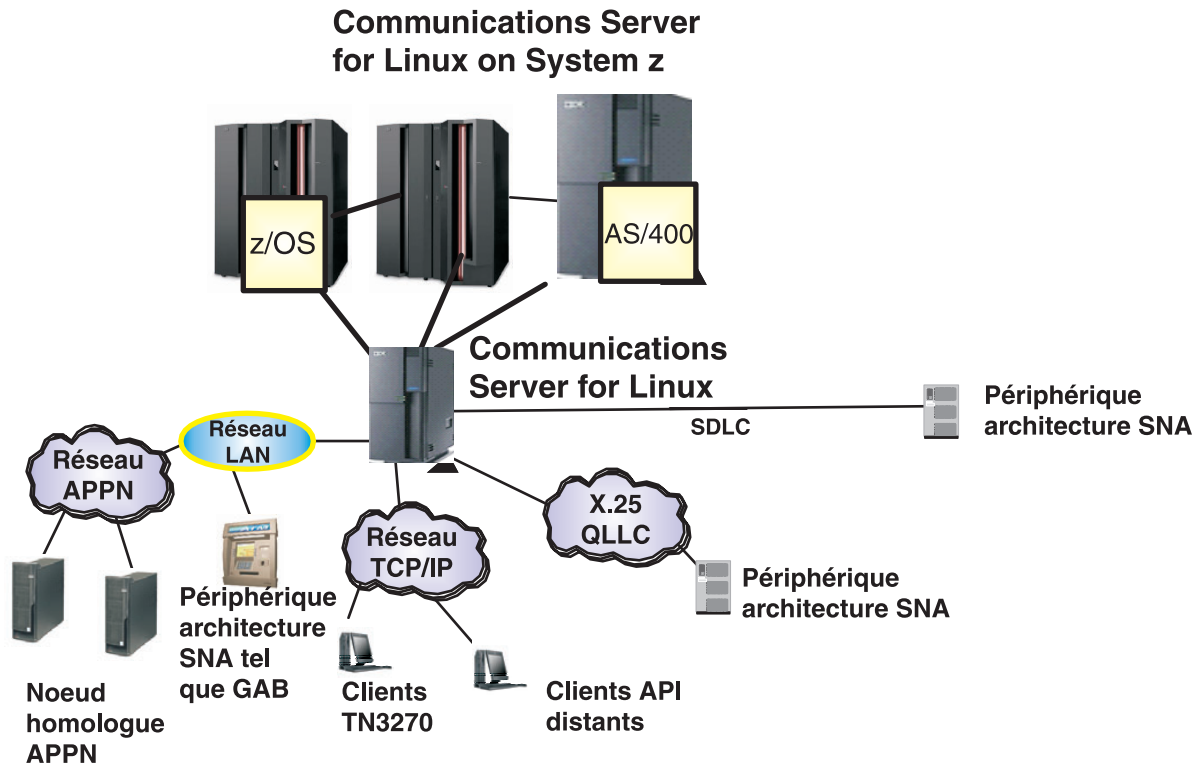 Communications Server
for Linux on System z
z/OS
AS/400
Communications
Server for Linux
SDLC
Périphérique
architecture SNA
Réseau
LAN
Réseau
APPN
X.25
QLLC
Réseau
TCP/IP
Périphérique
architecture SNA
Périphérique
architecture
SNA tel
que GAB
Noeud
homologue
APPN
Clients
TN3270
Clients API
distants